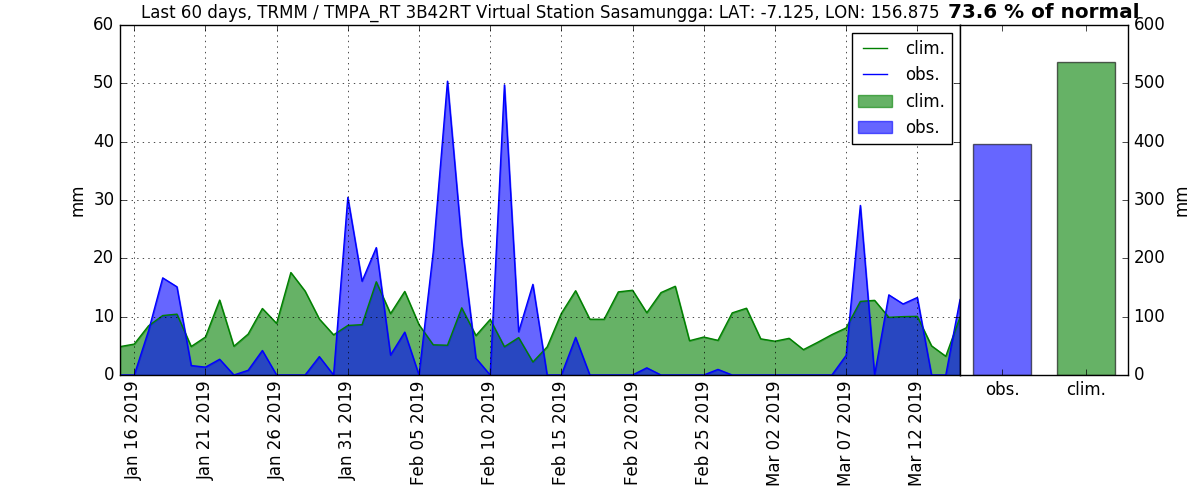 Last 60 days, TRMM / TMPA_RT 3B42RT Virtual Station Sasamungga: LAT: -7.125, LON: 156.875
73.6 % of normal
60
50
40
30
20
10
0
mm
clim.
obs.
clim.
obs.
Jan 16 2019
Jan 21 2019
Jan 26 2019
Jan 31 2019
Feb 05 2019
Feb 10 2019
Feb 15 2019
Feb 20 2019
Feb 25 2019
Mar 02 2019
Mar 07 2019
Mar 12 2019
600
500
400
300
200
100
0
mm
obs.
clim.